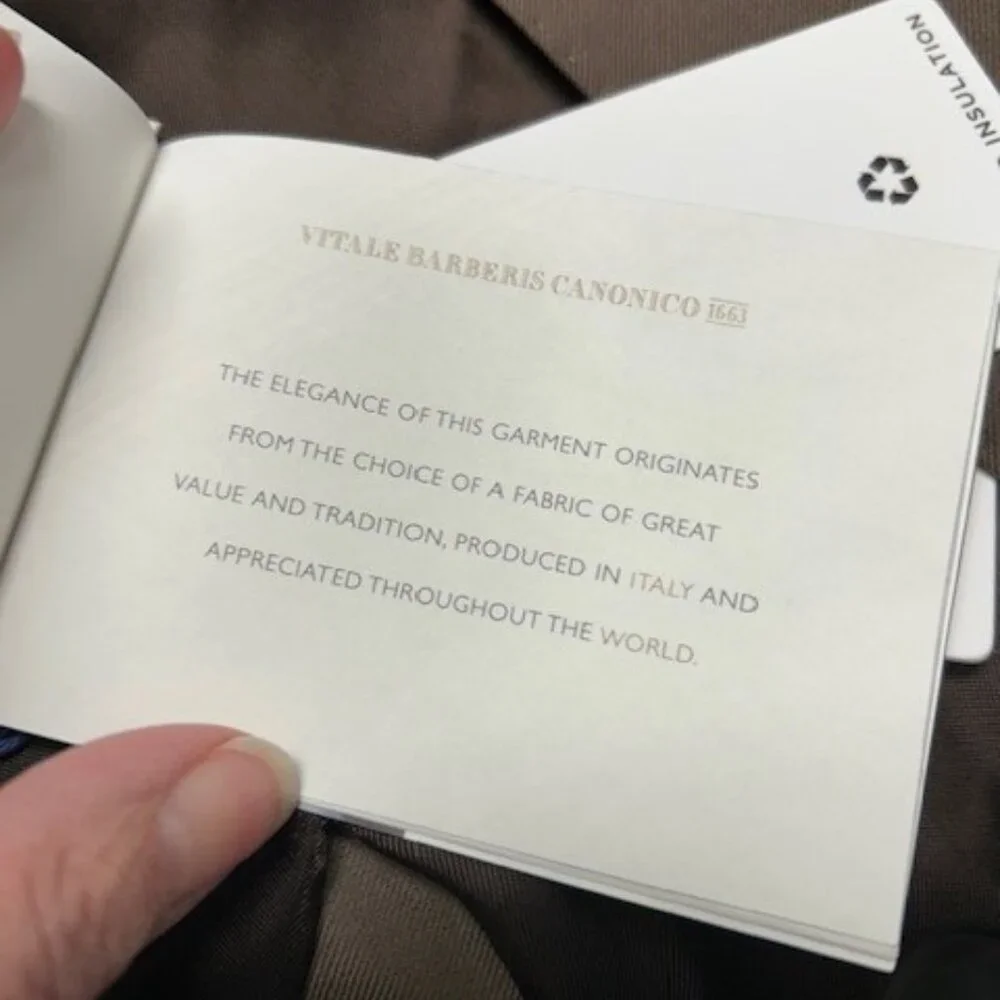 INSULATION
VITALE BARBERIS CANONICO 1663
THE ELEGANCE OF THIS GARMENT ORIGINATES
FROM THE CHOICE OF A FABRIC OF GREAT
VALUE AND TRADITION, PRODUCED IN ITALY AND
APPRECIATED THROUGHOUT THE WORLD.